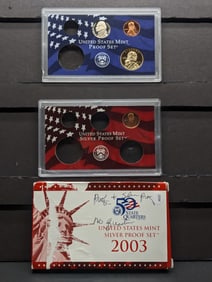 UNITED STATES MINT
PROOF SET
UNITED STATES MINT
SILVER PROOF SET
50
STATE
QUARTERS
UNITED STATES MINT
SILVER PROOF SET
2003